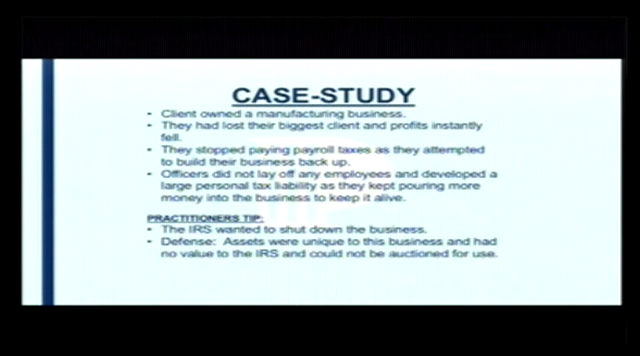 CASE-STUDY
• Client owned a manufacturing business.
• They had lost their biggest client and profits instantly
fell.
• They stopped paying payroll taxes as they attempted
to build their business back up.
• Officers did not lay off any employees and developed a
large personal tax liability as they kept pouring more
money into the business to keep it alive.
PRACTITIONERS TIP:
• The IRS wanted to shut down the business.
• Defense: Assets were unique to this business and had
no value to the IRS and could not be auctioned for use.